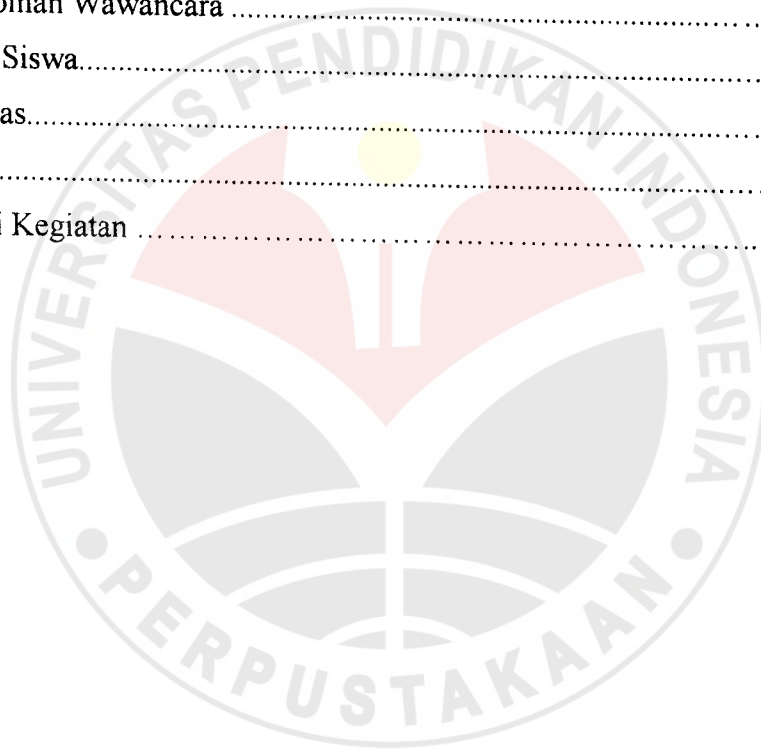 oman Wawancara ..........
Siswa..........
as..........
..........
i Kegiatan ..........
UNIVERSITAS PENDIDIKAN INDONESIA
• PERPUSTAKAAN •